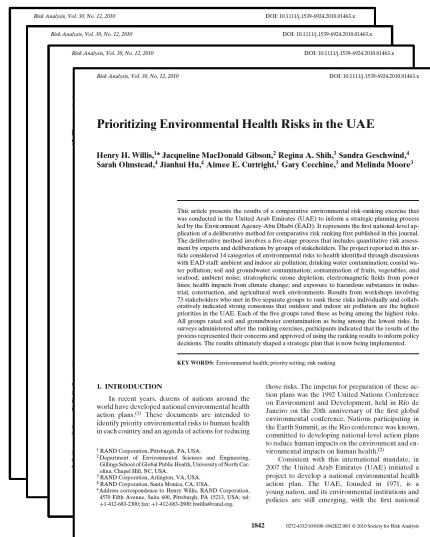 Risk Analysis, Vol. 30, No. 12, 2010
DOI: 10.1111/j.1539-6924.2010.01463.x
Risk Analysis, Vol. 30, No. 12, 2010
DOI: 10.1111/j.1539-6924.2010.01463.x
Risk Analysis, Vol. 30, No. 12, 2010
DOI: 10.1111/j.1539-6924.2010.01463.x
Risk Analysis, Vol. 30, No. 12, 2010
DOI: 10.1111/j.1539-6924.2010.01463.x
Prioritizing Environmental Health Risks in the UAE
Henry H. Willis,1* Jacqueline MacDonald Gibson,2 Regina A. Shih,3 Sandra Geschwind,4
Sarah Olmstead,4 Jianhui Hu,4 Aimee E. Curtright,1 Gary Cecchine,3 and Melinda Moore3
This article presents the results of a comparative environmental risk-ranking exercise that
was conducted in the United Arab Emirates (UAE) to inform a strategic planning process
led by the Environment Agency-Abu Dhabi (EAD). It represents the first national-level ap-
plication of a deliberative method for comparative risk ranking first published in this journal.
The deliberative method involves a five-stage process that includes quantitative risk assess-
ment by experts and deliberations by groups of stakeholders. The project reported in this ar-
ticle considered 14 categories of environmental risks to health identified through discussions
with EAD staff: ambient and indoor air pollution; drinking water contamination; coastal wa-
ter pollution; soil and groundwater contamination; contamination of fruits, vegetables, and
seafood; ambient noise; stratospheric ozone depletion; electromagnetic fields from power
lines; health impacts from climate change; and exposure to hazardous substances in indus-
trial, construction, and agricultural work environments. Results from workshops involving
73 stakeholders who met in five separate groups to rank these risks individually and collab-
oratively indicated strong consensus that outdoor and indoor air pollution are the highest
priorities in the UAE. Each of the five groups rated these as being among the highest risks.
All groups rated soil and groundwater contamination as being among the lowest risks. In
surveys administered after the ranking exercises, participants indicated that the results of the
process represented their concerns and approved of using the ranking results to inform policy
decisions. The results ultimately shaped a strategic plan that is now being implemented.
KEY WORDS: Environmental health; priority setting; risk ranking
1. INTRODUCTION
In recent years, dozens of nations around the
world have developed national environmental health
action plans.(1) These documents are intended to
identify priority environmental risks to human health
in each country and an agenda of actions for reducing
1 RAND Corporation, Pittsburgh, PA, USA.
2 Department of Environmental Sciences and Engineering,
Gillings School of Global Public Health, University of North Car-
olina, Chapel Hill, NC, USA.
3 RAND Corporation, Arlington, VA, USA.
4 RAND Corporation, Santa Monica, CA, USA.
*Address correspondence to Henry Willis, RAND Corporation,
4570 Fifth Avenue, Suite 600, Pittsburgh, PA 15213, USA; tel:
+1-412-683-2300; fax: +1-412-683-2800; hwillis@rand.org.
those risks. The impetus for preparation of these ac-
tion plans was the 1992 United Nations Conference
on Environment and Development, held in Rio de
Janeiro on the 20th anniversary of the first global
environmental conference. Nations participating in
the Earth Summit, as the Rio conference was known,
committed to developing national-level action plans
to reduce human impacts on the environment and en-
vironmental impacts on human health.(2)
Consistent with this international mandate, in
2007 the United Arab Emirates (UAE) initiated a
project to develop a national environmental health
action plan. The UAE, founded in 1971, is a
young nation, and its environmental institutions and
policies are still emerging, with the first national
1842
0272-4332/10/0100-1842$22.00/1 © 2010 Society for Risk Analysis